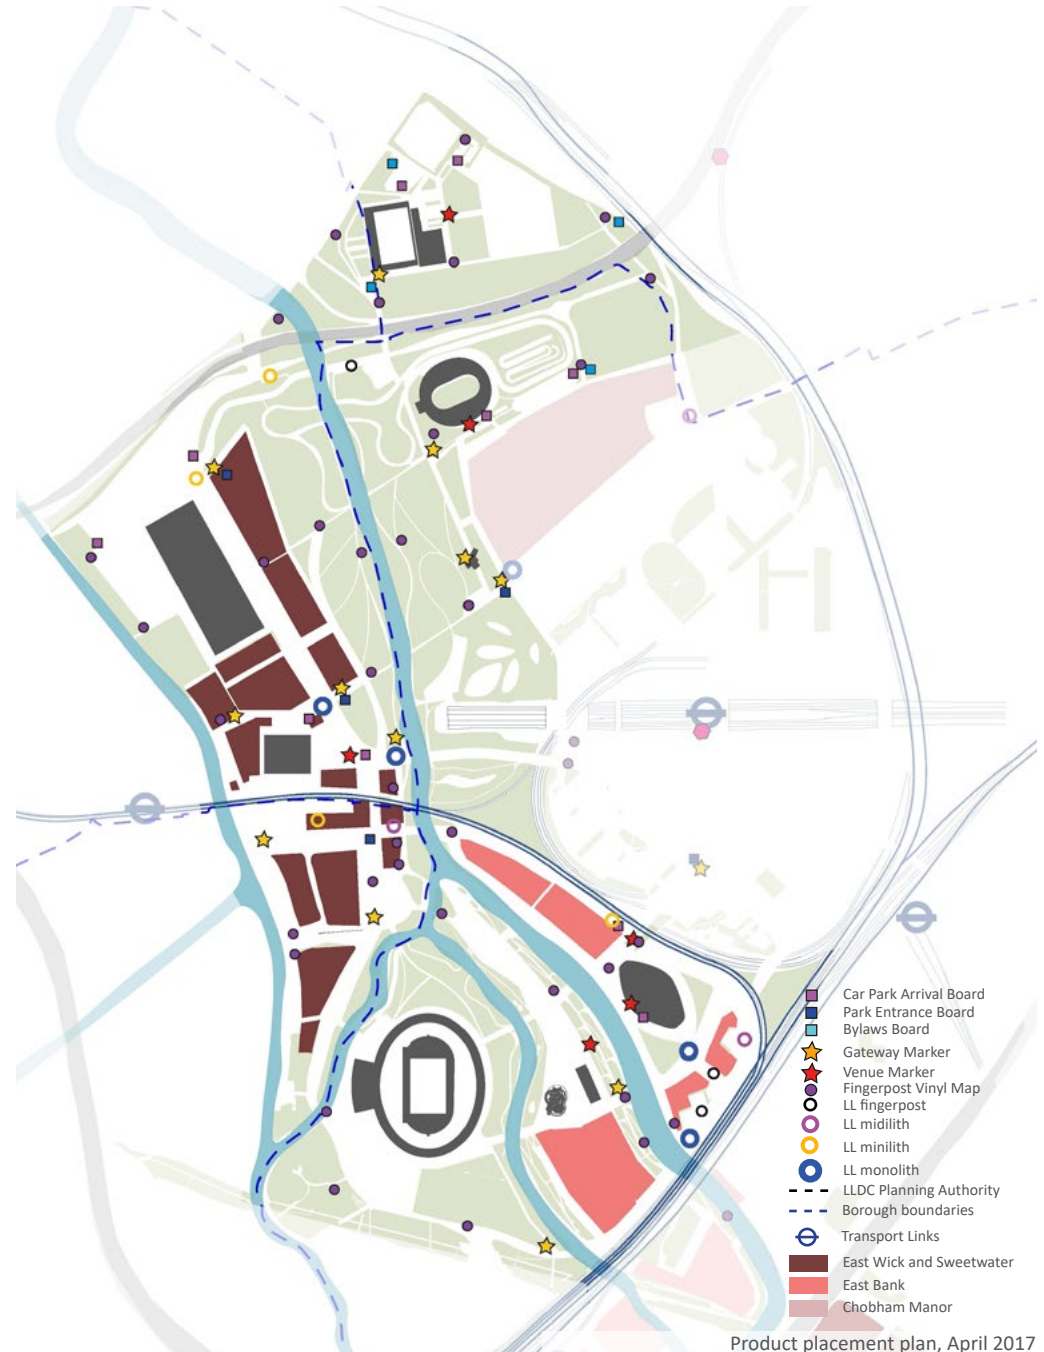 Car Park Arrival Board
Park Entrance Board
Bylaws Board
Gateway Marker
Venue Marker
Fingerpost Vinyl Map
LL fingerpost
LL midilith
LL minilith
LL monolith
LLDC Planning Authority
Borough boundaries
Transport Links
East Wick and Sweetwater
East Bank
Chobham Manor
Product placement plan, April 2017